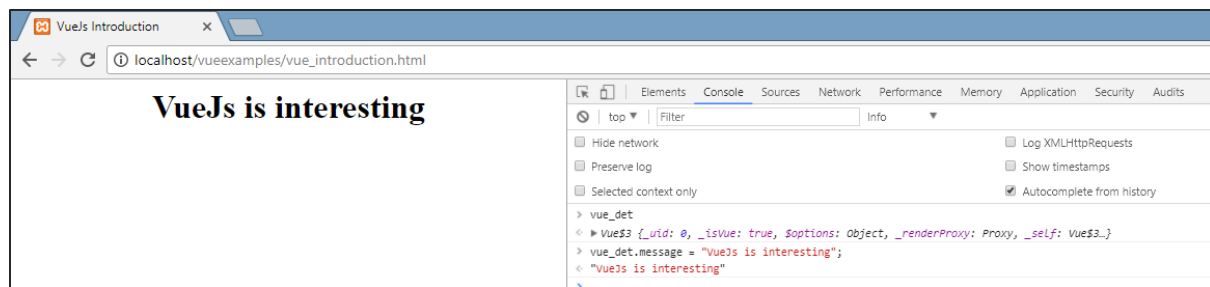 VueJs Introduction
localhost/vueexamples/vue_introduction.html
VueJs is interesting
Elements Console Sources Network Performance Memory Application Security Audits
top Filter Info
Hide network Log XMLHttpRequests
Preserve log Show timestamps
Selected context only Autocomplete from history
> vue_det
Vue$3 {_uid: 0, _isVue: true, $options: Object, _renderProxy: Proxy, _self: Vue$3…}
> vue_det.message = "VueJs is interesting";
"VueJs is interesting"
>